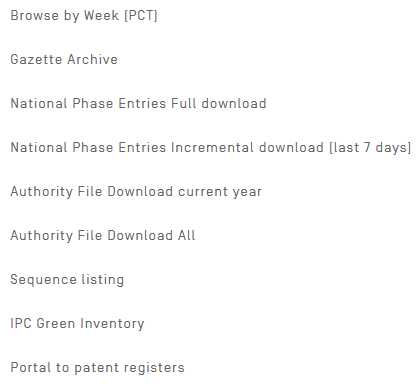 Browse by Week (PCT)
Gazette Archive
National Phase Entries Full download
National Phase Entries Incremental download (last 7 days)
Authority File Download current year
Authority File Download All
Sequence listing
IPC Green Inventory
Portal to patent registers